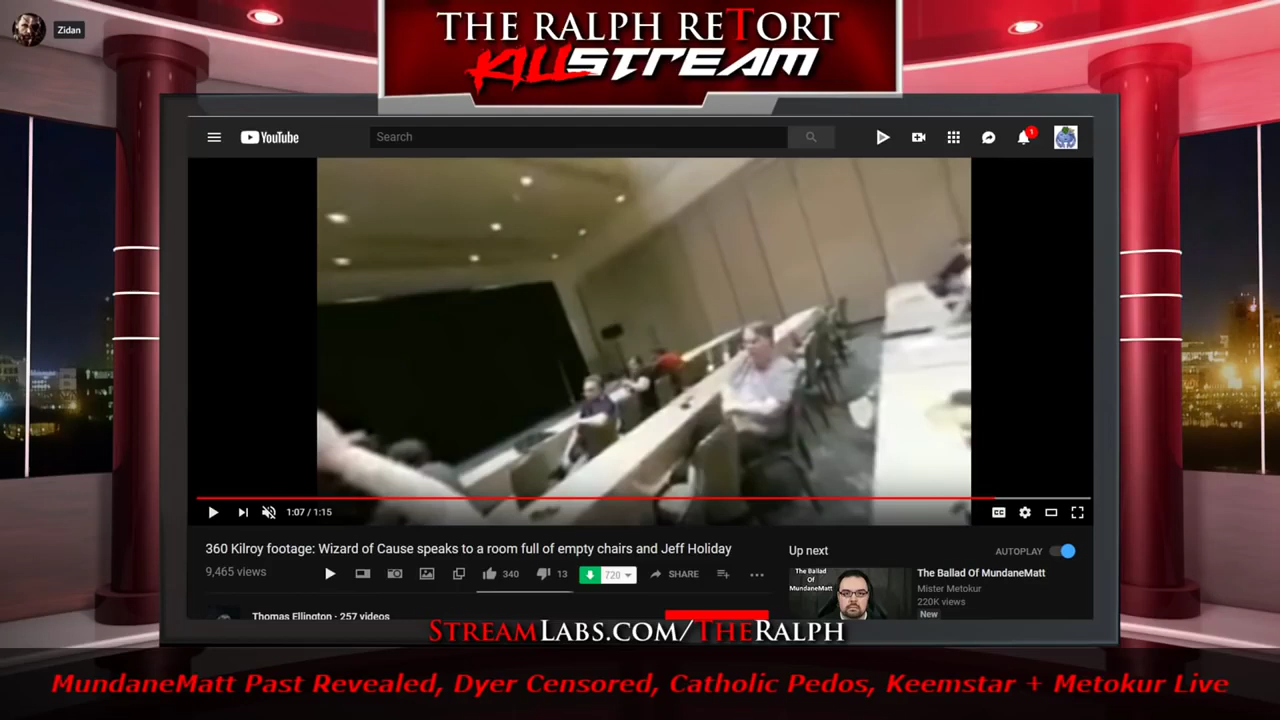 Zidan
THE RALPH RETORT
KILLSTREAM
YouTube
Search
1
1:07 / 1:15
CC
360 Kilroy footage: Wizard of Cause speaks to a room full of empty chairs and Jeff Holiday
9,465 views
340
13
720
SHARE
Up next
AUTOPLAY
The Ballad
Of
MundaneMatt
The Ballad Of MundaneMatt
Mister Metokur
220K views
New
Thomas Ellington · 257 videos
STREAMLABS.COM/THERALPH
MundaneMatt Past Revealed, Dyer Censored, Catholic Pedos, Keemstar + Metokur Live